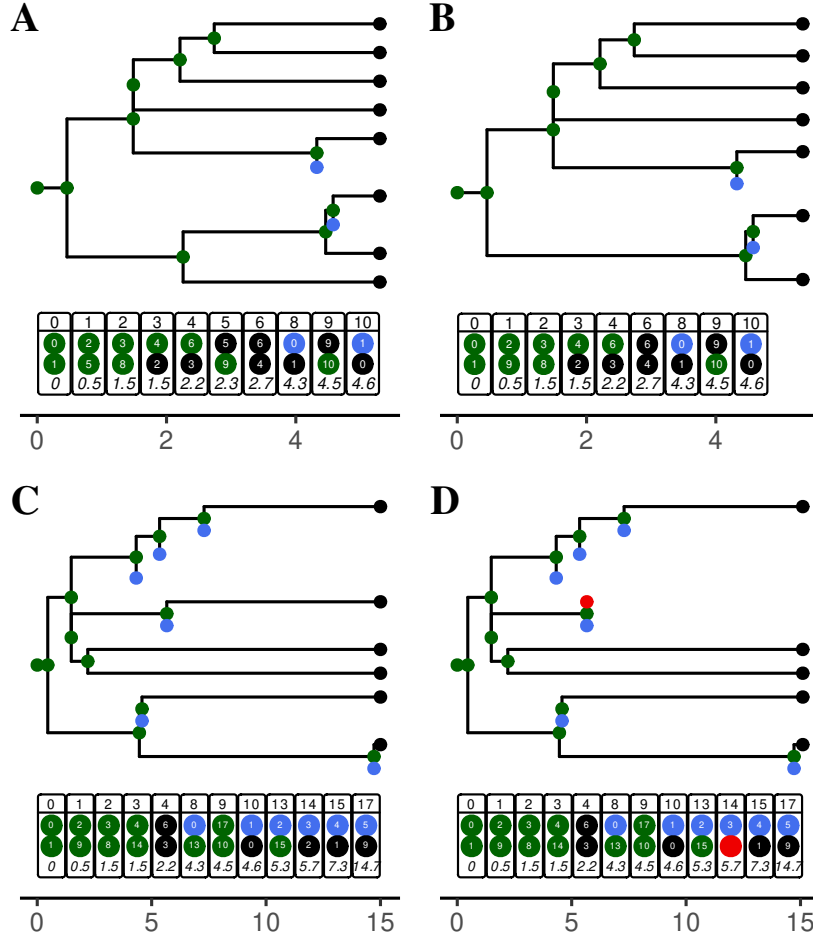 A
0 1 2 3 4 5 6 8 9 10
0 2 3 4 6 5 6 0 9 1
1 5 8 2 3 9 4 1 10 0
0 0.5 1.5 1.5 2.2 2.3 2.7 4.3 4.5 4.6
0 2 4
B
0 1 2 3 4 6 8 9 10
0 2 3 4 6 6 0 9 1
1 9 8 2 3 4 1 10 0
0 0.5 1.5 1.5 2.2 2.7 4.3 4.5 4.6
0 2 4
C
0 1 2 3 4 8 9 10 13 14 15 17
0 2 3 4 6 0 17 1 2 3 4 5
1 9 8 14 3 13 10 0 15 2 1 9
0 0.5 1.5 1.5 2.2 4.3 4.5 4.6 5.3 5.7 7.3 14.7
0 5 10 15
D
0 1 2 3 4 8 9 10 13 14 15 17
0 2 3 4 6 0 17 1 2 3 4 5
1 9 8 14 3 13 10 0 15 1 9
0 0.5 1.5 1.5 2.2 4.3 4.5 4.6 5.3 5.7 7.3 14.7
0 5 10 15